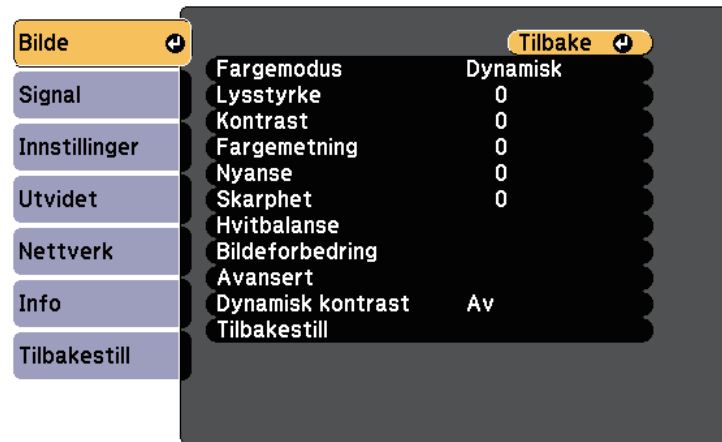 Bilde
Signal
Innstillinger
Utvidet
Nettverk
Info
Tilbakestill
Tilbake
Fargemodus Dynamisk
Lysstyrke 0
Kontrast 0
Fargemetning 0
Nyanse 0
Skarphet 0
Hvitbalanse
Bildeforbedring
Avansert
Dynamisk kontrast Av
Tilbakestill